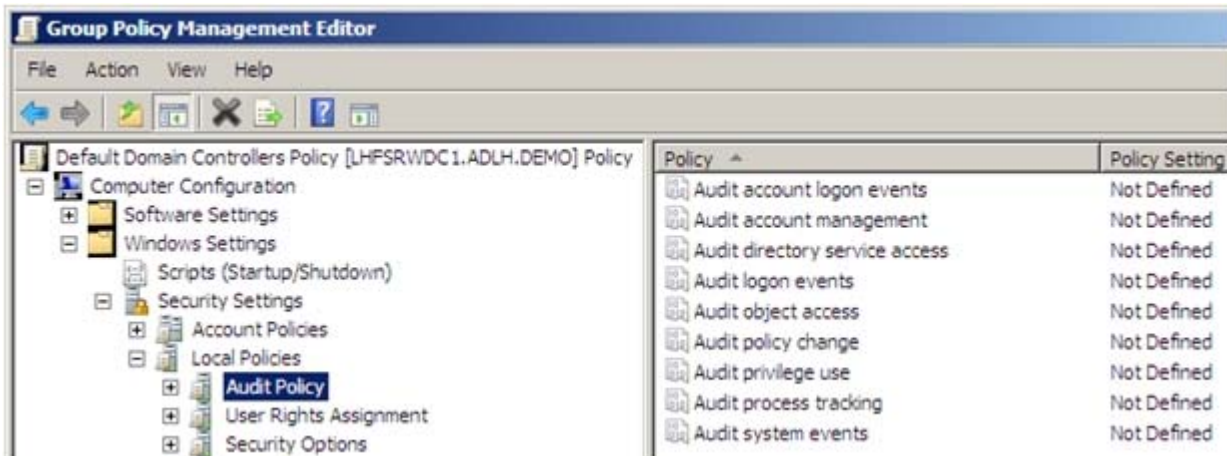 Group Policy Management Editor
File Action View Help
Default Domain Controllers Policy [LHFSRWDC1.ADLH.DEMO] Policy
Computer Configuration
Software Settings
Windows Settings
Scripts (Startup/Shutdown)
Security Settings
Account Policies
Local Policies
Audit Policy
User Rights Assignment
Security Options
Policy Policy Setting
Audit account logon events Not Defined
Audit account management Not Defined
Audit directory service access Not Defined
Audit logon events Not Defined
Audit object access Not Defined
Audit policy change Not Defined
Audit privilege use Not Defined
Audit process tracking Not Defined
Audit system events Not Defined